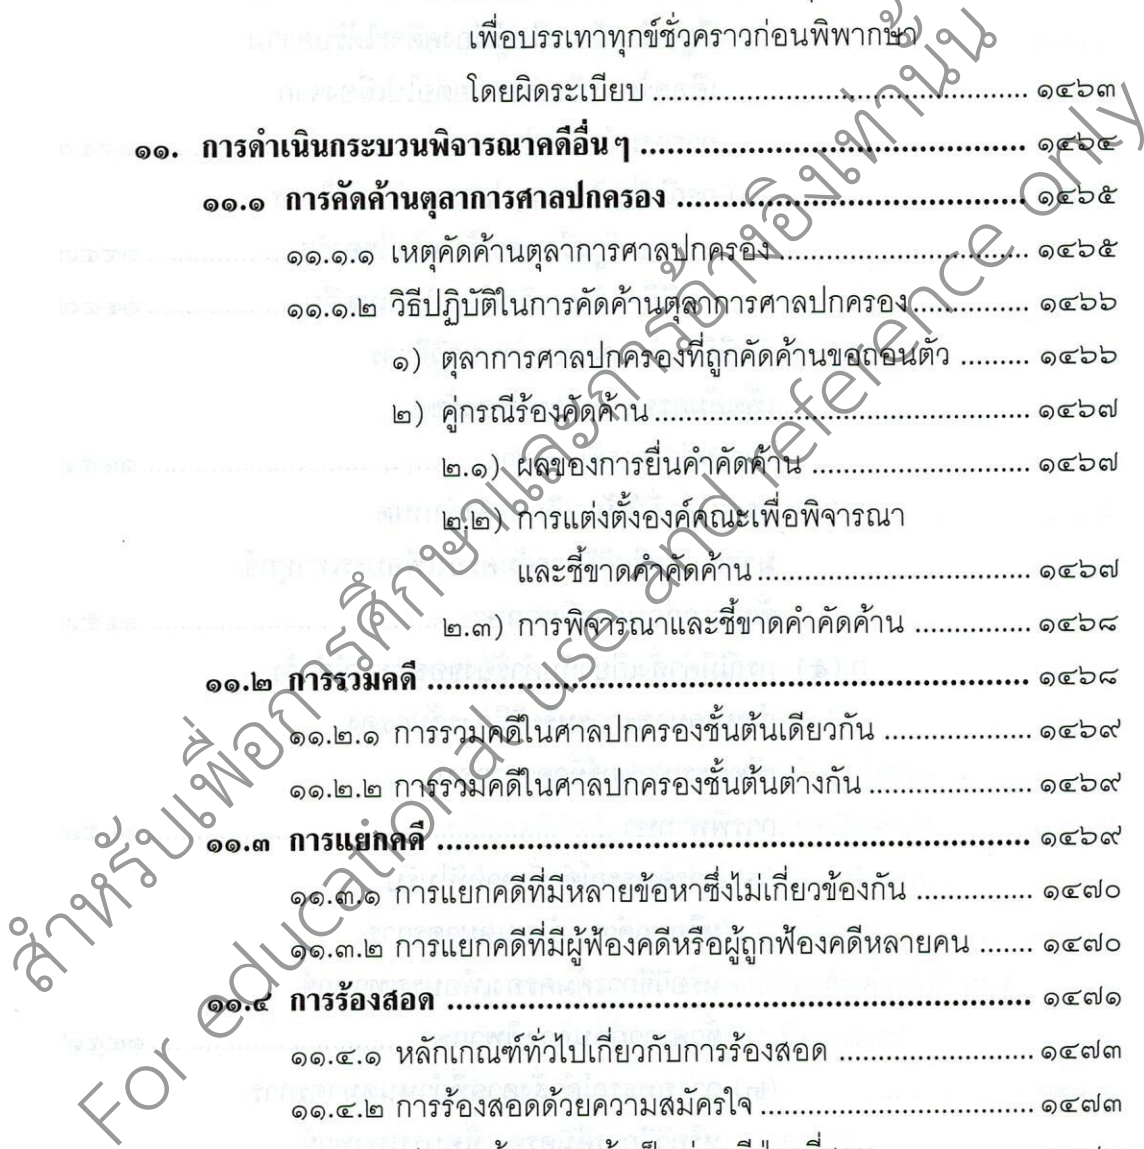 เพื่อบรรเทาทุกข์ชั่วคราวก่อนพิพากษา
โดยผิดระเบียบ ............................................. ๑๔๖๓
๑๑. การดำเนินกระบวนพิจารณาคดีอื่นๆ ............................................. ๑๔๖๔
๑๑.๑ การคัดค้านตุลาการศาลปกครอง ......................................... ๑๔๖๕
๑๑.๑.๑ เหตุคัดค้านตุลาการศาลปกครอง ............................... ๑๔๖๕
๑๑.๑.๒ วิธีปฏิบัติในการคัดค้านตุลาการศาลปกครอง ............... ๑๔๖๖
๑) ตุลาการศาลปกครองที่ถูกคัดค้านขอถอนตัว ......... ๑๔๖๖
๒) คู่กรณีร้องคัดค้าน ............................................. ๑๔๖๗
๒.๑) ผลของการยื่นคำคัดค้าน ............................ ๑๔๖๗
๒.๒) การแต่งตั้งองค์คณะเพื่อพิจารณา
และชี้ขาดคำคัดค้าน ................................. ๑๔๖๗
๒.๓) การพิจารณาและชี้ขาดคำคัดค้าน .............. ๑๔๖๘
๑๑.๒ การรวมคดี ....................................................................... ๑๔๖๘
๑๑.๒.๑ การรวมคดีในศาลปกครองชั้นต้นเดียวกัน .................. ๑๔๖๙
๑๑.๒.๒ การรวมคดีในศาลปกครองชั้นต้นต่างกัน .................... ๑๔๖๙
๑๑.๓ การแยกคดี ...................................................................... ๑๔๖๙
๑๑.๓.๑ การแยกคดีที่มีหลายข้อหาซึ่งไม่เกี่ยวข้องกัน .............. ๑๔๗๐
๑๑.๓.๒ การแยกคดีที่มีผู้ฟ้องคดีหรือผู้ถูกฟ้องคดีหลายคน ....... ๑๔๗๐
๑๑.๔ การร้องสอด ..................................................................... ๑๔๗๑
๑๑.๔.๑ หลักเกณฑ์ทั่วไปเกี่ยวกับการร้องสอด ........................ ๑๔๗๓
๑๑.๔.๒ การร้องสอดด้วยความสมัครใจ ................................. ๑๔๗๓
สำหรับเพื่อการศึกษาและการอ้างอิงเท่านั้น
For educational use and reference only